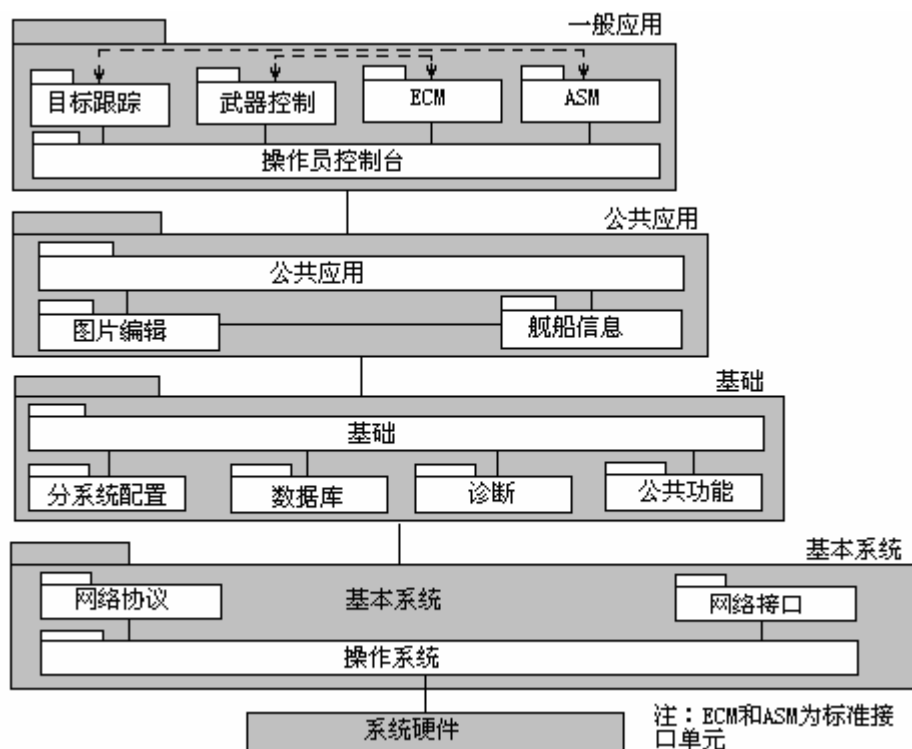 一般应用
目标跟踪
武器控制
ECM
ASM
操作员控制台
公共应用
公共应用
图片编辑
舰船信息
基础
基础
分系统配置
数据库
诊断
公共功能
基本系统
网络协议
基本系统
网络接口
操作系统
系统硬件
注：ECM和ASM为标准接
口单元